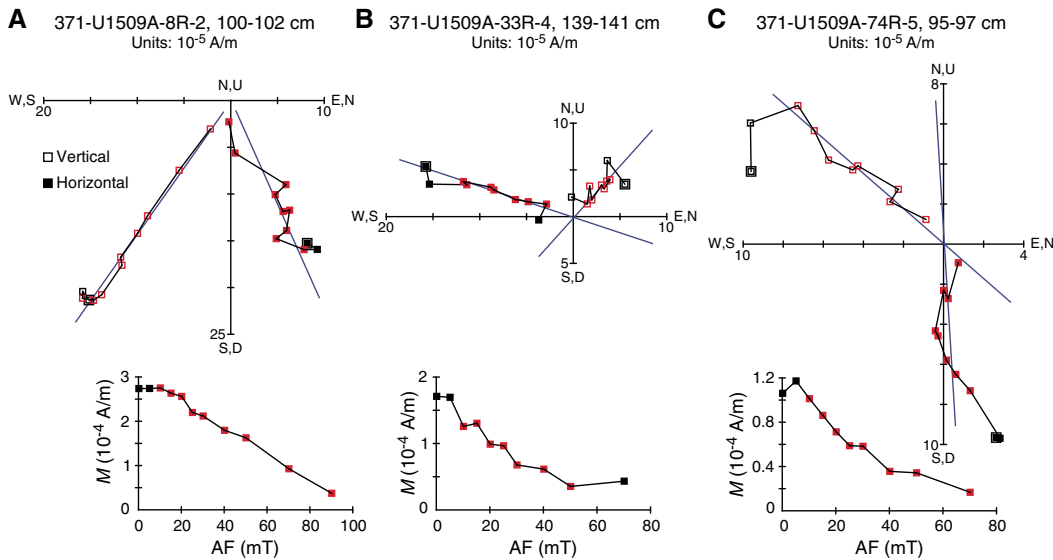 A 371-U1509A-8R-2, 100-102 cm
Units: 10⁻⁵ A/m
N,U
W,S
E,N
20
10
Vertical
Horizontal
25
S,D
3
2
1
0
M (10⁻⁴ A/m)
0 20 40 60 80 100
AF (mT)
B 371-U1509A-33R-4, 139-141 cm
Units: 10⁻⁵ A/m
N,U
10
W,S
E,N
20
10
5
S,D
2
1
0
M (10⁻⁴ A/m)
0 20 40 60 80
AF (mT)
C 371-U1509A-74R-5, 95-97 cm
Units: 10⁻⁵ A/m
N,U
8
W,S
E,N
10
4
10
S,D
1.2
0.8
0.4
0
M (10⁻⁴ A/m)
0 20 40 60 80
AF (mT)